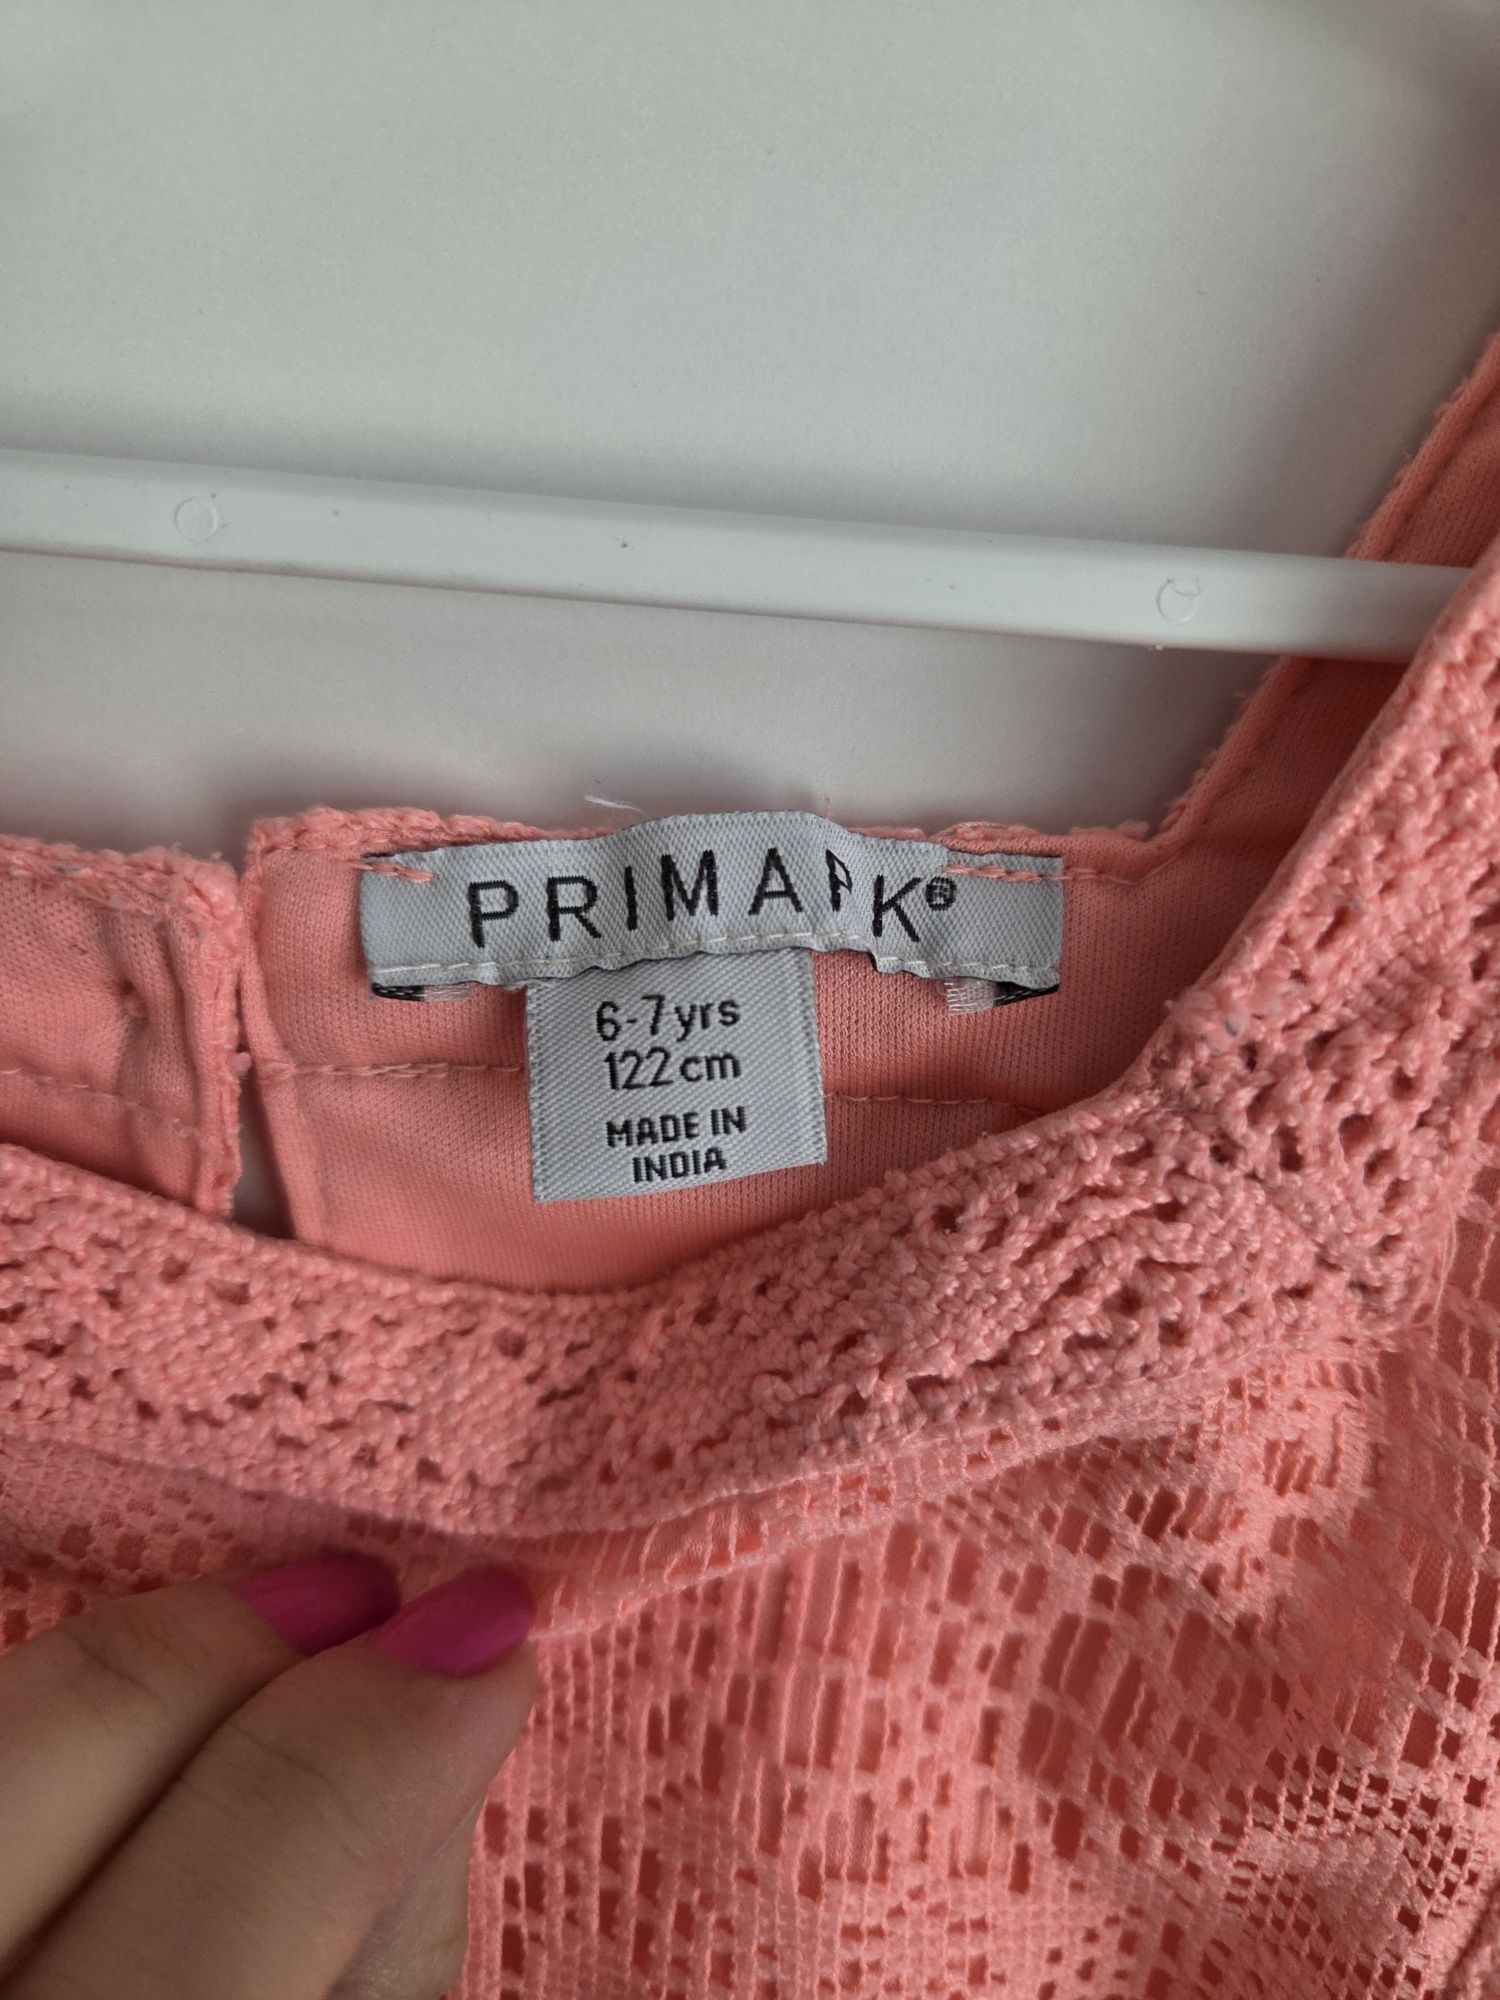 PRIMARK®
6-7 yrs
122 cm
MADE IN
INDIA